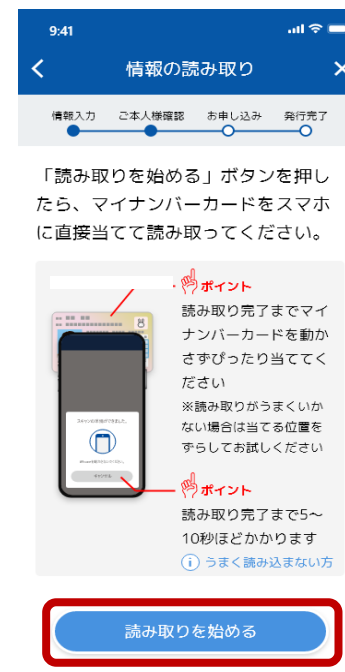 9:41
情報の読み取り
情報入力 ご本人様確認 お申し込み 発行完了
「読み取りを始める」ボタンを押し
たら、マイナンバーカードをスマホ
に直接当てて読み取ってください。
ポイント
読み取り完了までマイ
ナンバーカードを動か
さずぴったり当ててく
ださい
※読み取りがうまくいか
ない場合は当てる位置を
ずらしてお試しください
キャンセル
ポイント
読み取り完了まで5〜
10秒ほどかかります
うまく読み込まない方
読み取りを始める